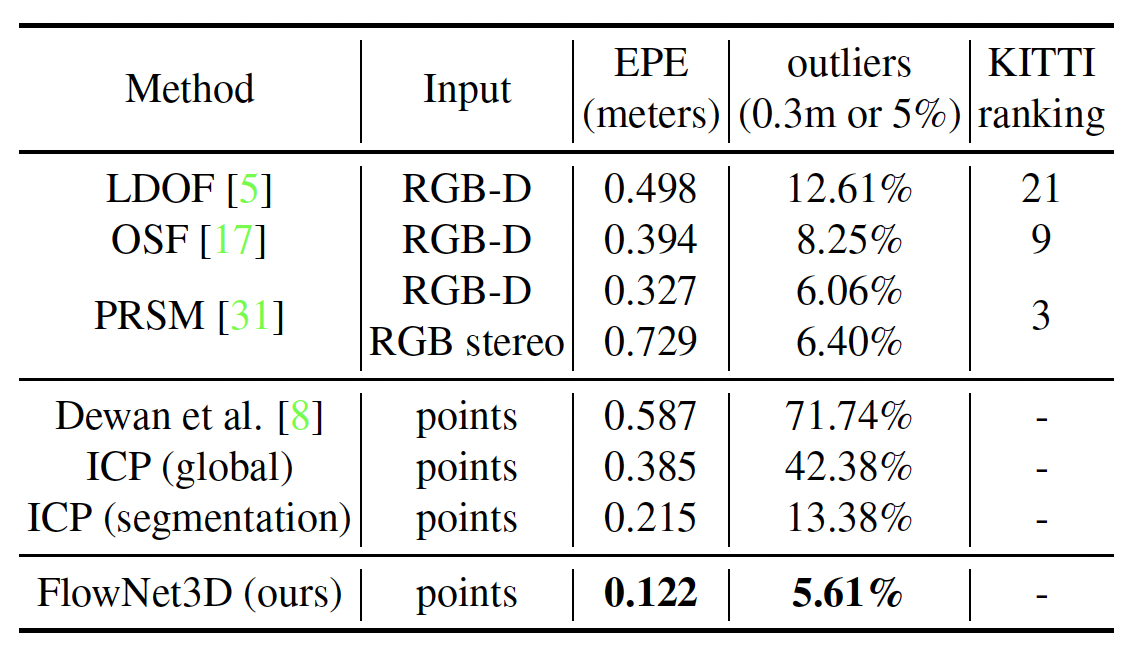 Method Input EPE (meters) outliers (0.3m or 5%) KITTI ranking
LDOF [5] RGB-D 0.498 12.61% 21
OSF [17] RGB-D 0.394 8.25% 9
PRSM [31] RGB-D 0.327 6.06% 3
RGB stereo 0.729 6.40%
Dewan et al. [8] points 0.587 71.74% -
ICP (global) points 0.385 42.38% -
ICP (segmentation) points 0.215 13.38% -
FlowNet3D (ours) points 0.122 5.61% -